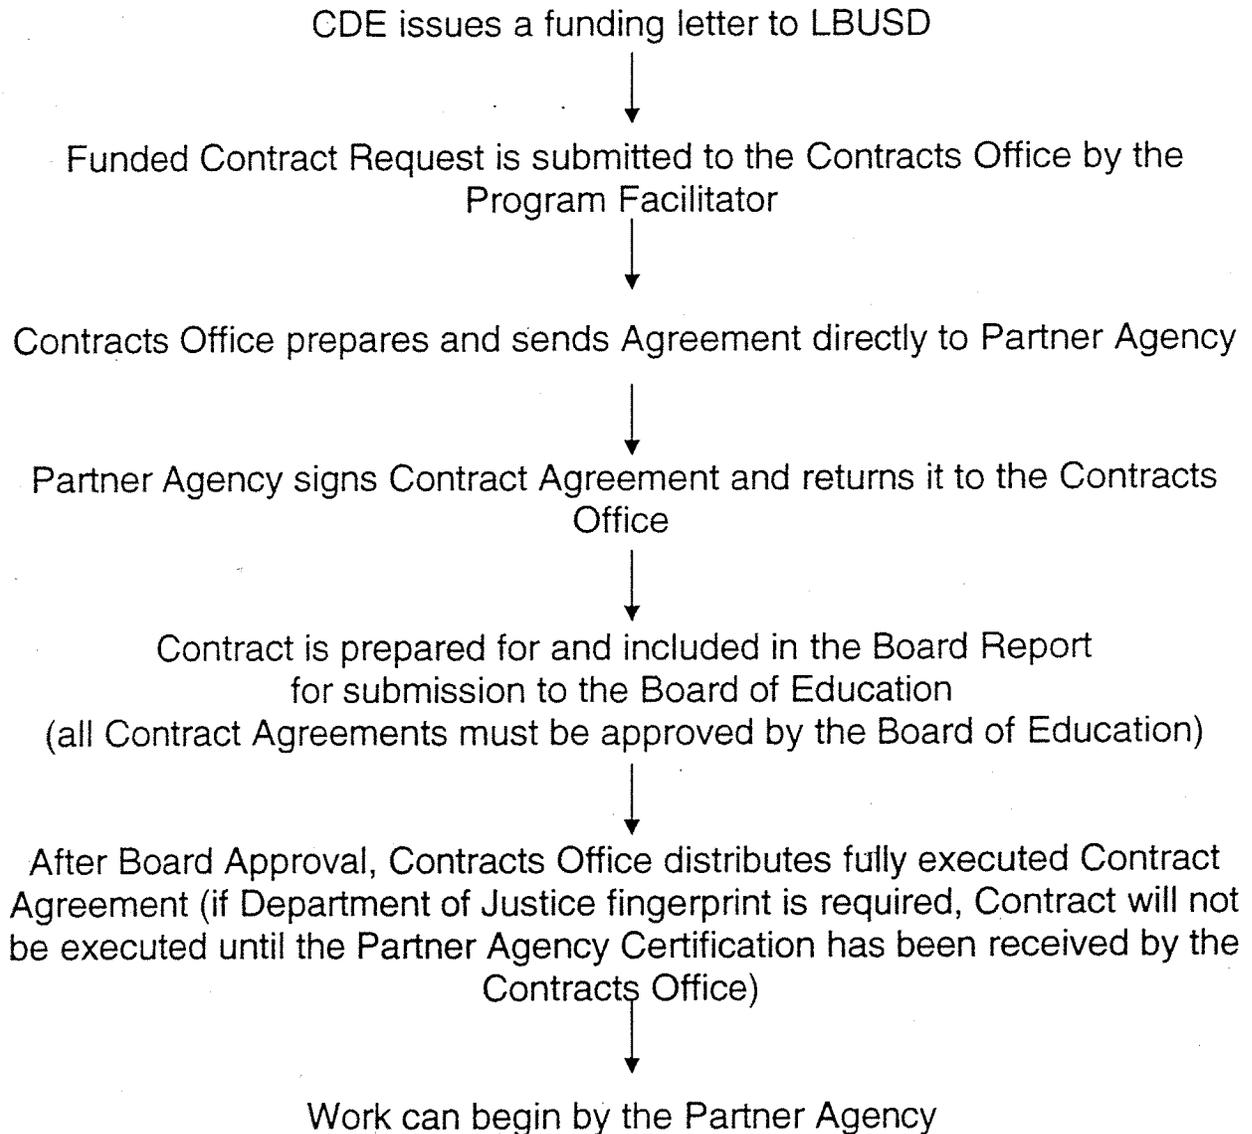 CDE issues a funding letter to LBUSD
Funded Contract Request is submitted to the Contracts Office by the
Program Facilitator
Contracts Office prepares and sends Agreement directly to Partner Agency
Partner Agency signs Contract Agreement and returns it to the Contracts
Office
Contract is prepared for and included in the Board Report
for submission to the Board of Education
(all Contract Agreements must be approved by the Board of Education)
After Board Approval, Contracts Office distributes fully executed Contract
Agreement (if Department of Justice fingerprint is required, Contract will not
be executed until the Partner Agency Certification has been received by the
Contracts Office)
Work can begin by the Partner Agency